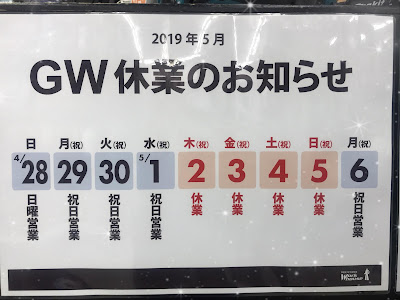 2019年5月
GW休業のお知らせ
日 月(祝) 火(祝) 水(祝) 木(祝) 金(祝) 土(祝) 日(祝) 月(祝)
4/28 29 30 5/1 2 3 4 5 6
日曜営業 祝日営業 祝日営業 祝日営業 休業 休業 休業 休業 祝日営業